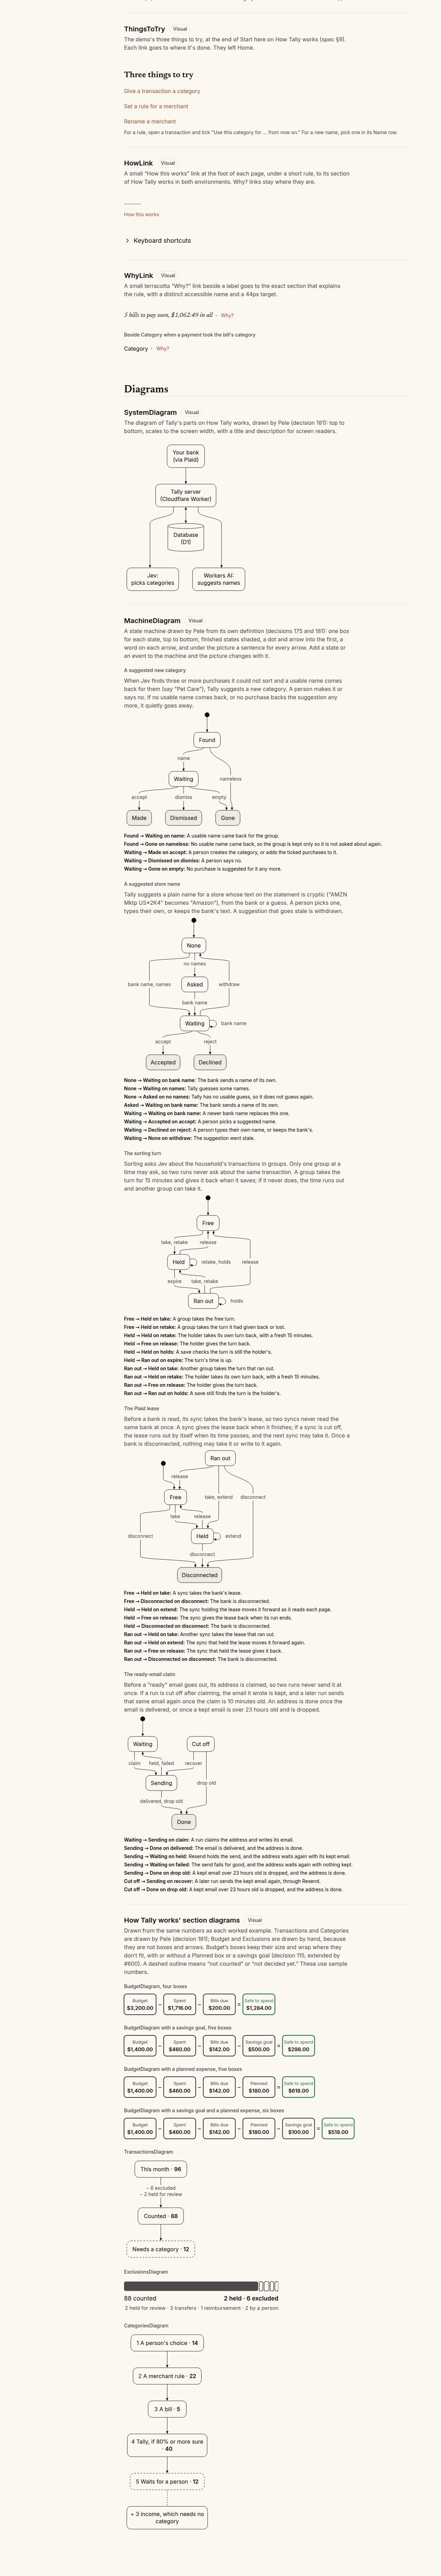 ThingsToTry Visual
The demo's three things to try, at the end of Start here on How Tally works (spec §9).
Each link goes to where it's done. They left Home.
Three things to try
Give a transaction a category
Set a rule for a merchant
Rename a merchant
For a rule, open a transaction and tick "Use this category for ... from now on." For a new name, pick one in its Name row.
HowLink Visual
A small "How this works" link at the foot of each page, under a short rule, to its section
of How Tally works in both environments. Why? links stay where they are.
How this works
Keyboard shortcuts
WhyLink Visual
A small terracotta "Why?" link beside a label goes to the exact section that explains
the rule, with a distinct accessible name and a 44px target.
5 bills to pay soon, $1,062.49 in all · Why?
Beside Category when a payment took the bill's category
Category · Why?
Diagrams
SystemDiagram Visual
The diagram of Tally's parts on How Tally works, drawn by Pele (decision 181): top to
bottom, scales to the screen width, with a title and description for screen readers.
Your bank
(via Plaid)
Tally server
(Cloudflare Worker)
Database
(D1)
Jev:
picks categories
Workers AI:
suggests names
MachineDiagram Visual
A state machine drawn by Pele from its own definition (decisions 175 and 181): one box
for each state, top to bottom, finished states shaded, a dot and arrow into the first, a
word on each arrow, and under the picture a sentence for every arrow. Add a state or
an event to the machine and the picture changes with it.
A suggested new category
When Jev finds three or more purchases it could not sort and a usable name comes
back for them (say "Pet Care"), Tally suggests a new category. A person makes it or
says no. If no usable name comes back, or no purchase backs the suggestion any
more, it quietly goes away.
Found
name
nameless
Waiting
accept
dismiss
empty
Made
Dismissed
Gone
Found → Waiting on name: A usable name came back for the group.
Found → Gone on nameless: No usable name came back, so the group is kept only so it is not asked about again.
Waiting → Made on accept: A person creates the category, or adds the ticked purchases to it.
Waiting → Dismissed on dismiss: A person says no.
Waiting → Gone on empty: No purchase is suggested for it any more.
A suggested store name
Tally suggests a plain name for a store whose text on the statement is cryptic ("AMZN
Mktp US*2K4" becomes "Amazon"), from the bank or a guess. A person picks one,
types their own, or keeps the bank's text. A suggestion that goes stale is withdrawn.
None
no names
bank name, names
Asked
withdraw
bank name
Waiting
bank name
accept
reject
Accepted
Declined
None → Waiting on bank name: The bank sends a name of its own.
None → Waiting on names: Tally guesses some names.
None → Asked on no names: Tally has no usable guess, so it does not guess again.
Asked → Waiting on bank name: The bank sends a name of its own.
Waiting → Waiting on bank name: A newer bank name replaces this one.
Waiting → Accepted on accept: A person picks a suggested name.
Waiting → Declined on reject: A person types their own name, or keeps the bank's.
Waiting → None on withdraw: The suggestion went stale.
The sorting turn
Sorting asks Jev about the household's transactions in groups. Only one group at a
time may ask, so two runs never ask about the same transaction. A group takes the
turn for 15 minutes and gives it back when it saves; if it never does, the time runs out
and another group can take it.
Free
take, retake
release
Held
retake, holds
release
expire
take, retake
Ran out
holds
Free → Held on take: A group takes the free turn.
Free → Held on retake: A group takes the turn it had given back or lost.
Held → Held on retake: The holder takes its own turn back, with a fresh 15 minutes.
Held → Free on release: The holder gives the turn back.
Held → Held on holds: A save checks the turn is still the holder's.
Held → Ran out on expire: The turn's time is up.
Ran out → Held on take: Another group takes the turn that ran out.
Ran out → Held on retake: The holder takes its own turn back, with a fresh 15 minutes.
Ran out → Free on release: The holder gives the turn back.
Ran out → Ran out on holds: A save still finds the turn is the holder's.
The Plaid lease
Before a bank is read, its sync takes the bank's lease, so two syncs never read the
same bank at once. A sync gives the lease back when it finishes; if a sync is cut off,
the lease runs out by itself when its time passes, and the next sync may take it. Once a
bank is disconnected, nothing may take it or write to it again.
Ran out
release
Free
take, extend
disconnect
take
release
disconnect
Held
extend
disconnect
Disconnected
Free → Held on take: A sync takes the bank's lease.
Free → Disconnected on disconnect: The bank is disconnected.
Held → Held on extend: The sync holding the lease moves it forward as it reads each page.
Held → Free on release: The sync gives the lease back when its run ends.
Held → Disconnected on disconnect: The bank is disconnected.
Ran out → Held on take: Another sync takes the lease that ran out.
Ran out → Held on extend: The sync that held the lease moves it forward again.
Ran out → Free on release: The sync that held the lease gives it back.
Ran out → Disconnected on disconnect: The bank is disconnected.
The ready-email claim
Before a "ready" email goes out, its address is claimed, so two runs never send it at
once. If a run is cut off after claiming, the email it wrote is kept, and a later run sends
that same email again once the claim is 10 minutes old. An address is done once the
email is delivered, or once a kept email is over 23 hours old and is dropped.
Waiting
Cut off
claim
held, failed
recover
Sending
drop old
delivered, drop old
Done
Waiting → Sending on claim: A run claims the address and writes its email.
Sending → Done on delivered: The email is delivered, and the address is done.
Sending → Waiting on held: Resend holds the send, and the address waits again with its kept email.
Sending → Waiting on failed: The send fails for good, and the address waits again with nothing kept.
Sending → Done on drop old: A kept email over 23 hours old is dropped, and the address is done.
Cut off → Sending on recover: A later run sends the kept email again, through Resend.
Cut off → Done on drop old: A kept email over 23 hours old is dropped, and the address is done.
How Tally works' section diagrams Visual
Drawn from the same numbers as each worked example. Transactions and Categories
are drawn by Pele (decision 181); Budget and Exclusions are drawn by hand, because
they are not boxes and arrows. Budget's boxes keep their size and wrap where they
don't fit, with or without a Planned box or a savings goal (decision 115, extended by
#600). A dashed outline means "not counted" or "not decided yet." These use sample
numbers.
BudgetDiagram, four boxes
Budget
$3,200.00
−
Spent
$1,716.00
−
Bills due
$200.00
=
Safe to spend
$1,284.00
BudgetDiagram with a savings goal, five boxes
Budget
$1,400.00
−
Spent
$460.00
−
Bills due
$142.00
−
Savings goal
$500.00
=
Safe to spend
$298.00
BudgetDiagram with a planned expense, five boxes
Budget
$1,400.00
−
Spent
$460.00
−
Bills due
$142.00
−
Planned
$180.00
=
Safe to spend
$618.00
BudgetDiagram with a savings goal and a planned expense, six boxes
Budget
$1,400.00
−
Spent
$460.00
−
Bills due
$142.00
−
Planned
$180.00
−
Savings goal
$100.00
=
Safe to spend
$518.00
TransactionsDiagram
This month · 96
− 6 excluded
− 2 held for review
Counted · 88
Needs a category · 12
ExclusionsDiagram
88 counted
2 held · 6 excluded
2 held for review · 3 transfers · 1 reimbursement · 2 by a person
CategoriesDiagram
1 A person's choice · 14
2 A merchant rule · 22
3 A bill · 5
4 Tally, if 80% or more sure
· 40
5 Waits for a person · 12
+ 3 income, which needs no
category